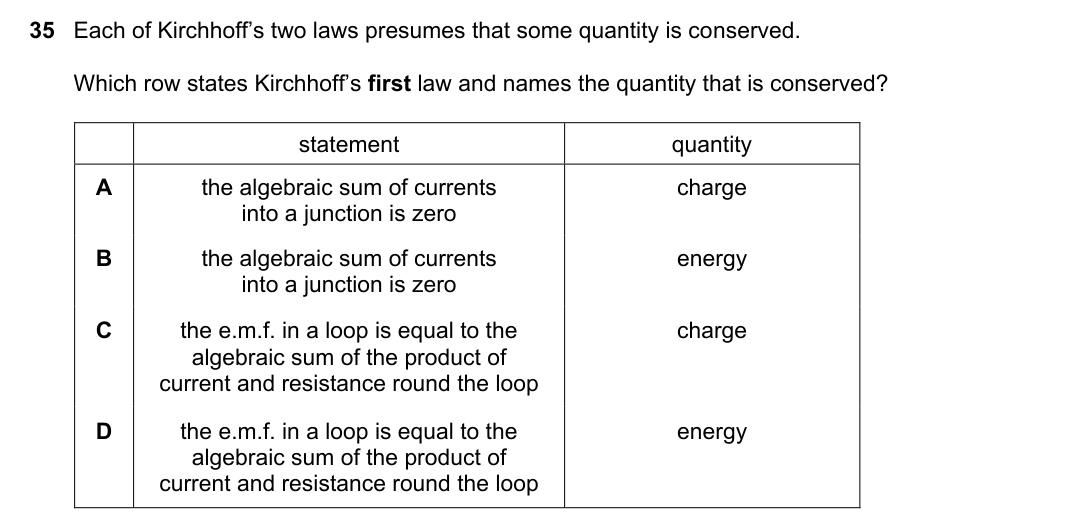 35 Each of Kirchhoff's two laws presumes that some quantity is conserved.
Which row states Kirchhoff's first law and names the quantity that is conserved?
statement quantity
A the algebraic sum of currents charge
into a junction is zero
B the algebraic sum of currents energy
into a junction is zero
C the e.m.f. in a loop is equal to the charge
algebraic sum of the product of
current and resistance round the loop
D the e.m.f. in a loop is equal to the energy
algebraic sum of the product of
current and resistance round the loop